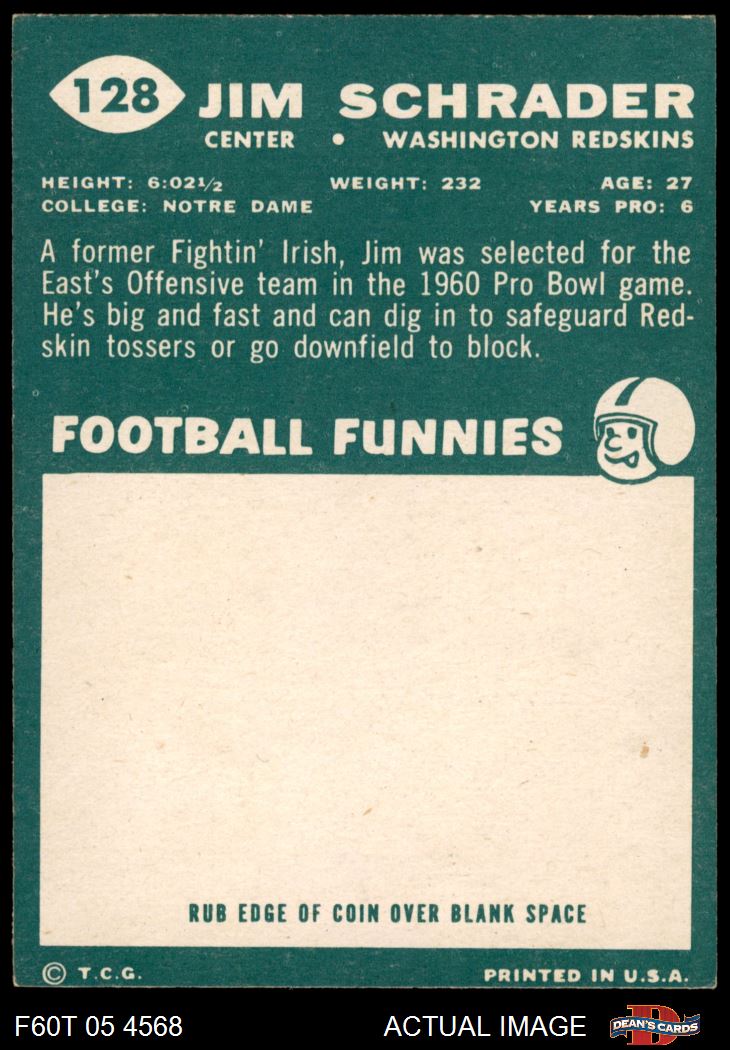 128
JIM SCHRADER
CENTER • WASHINGTON REDSKINS
HEIGHT: 6:02½ WEIGHT: 232 AGE: 27
COLLEGE: NOTRE DAME YEARS PRO: 6
A former Fightin' Irish, Jim was selected for the
East's Offensive team in the 1960 Pro Bowl game.
He's big and fast and can dig in to safeguard Red-
skin tossers or go downfield to block.
FOOTBALL FUNNIES
RUB EDGE OF COIN OVER BLANK SPACE
© T.C.G. PRINTED IN U.S.A.
F60T 05 4568 ACTUAL IMAGE D DEAN'S CARDS